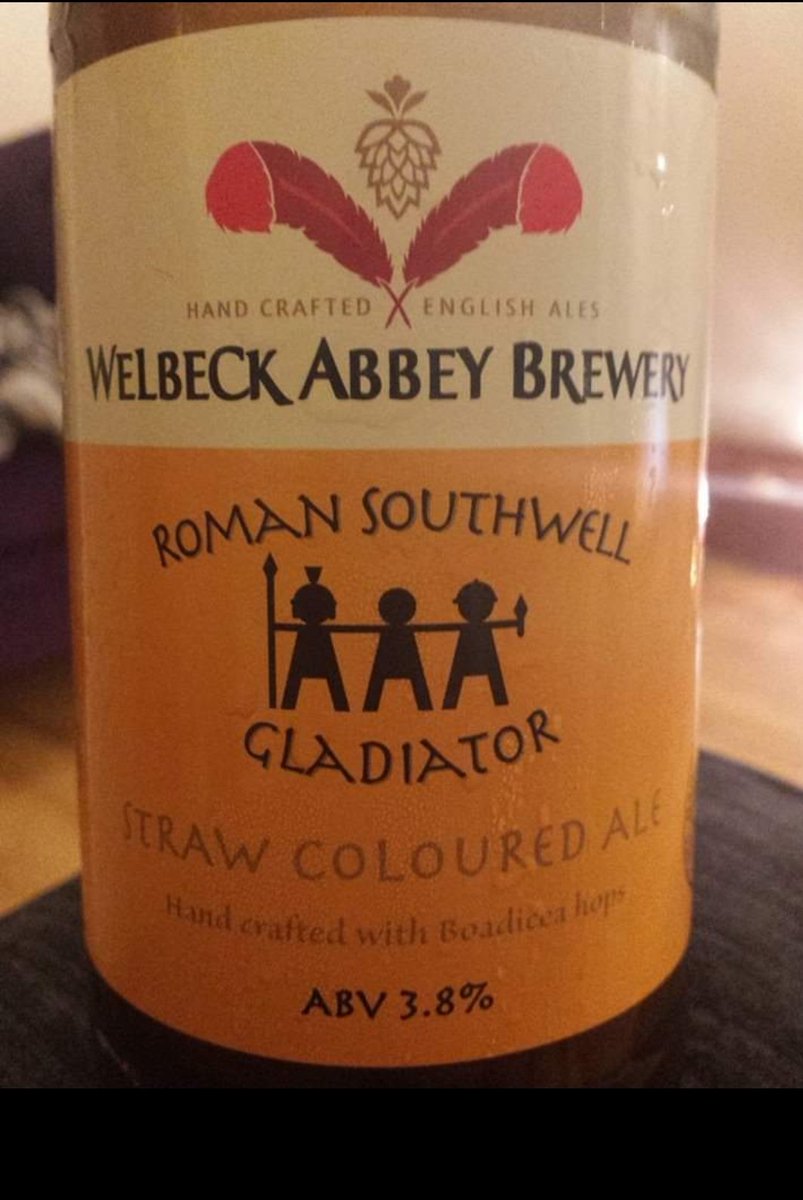 HAND CRAFTED ENGLISH ALES
WELBECK ABBEY BREWERY
ROMAN SOUTHWELL
GLADIATOR
STRAW COLOURED ALE
Hand crafted with Boadicea hops
ABV 3.8%